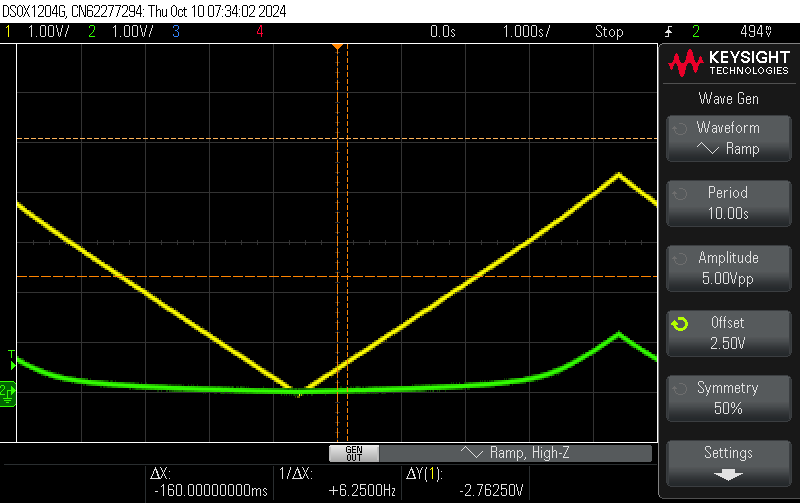 DSOX1204G, CN62277294: Thu Oct 10 07:34:02 2024
1 1.00V/ 2 1.00V/ 3 4 0.0s 1.000s/ Stop 2 494mV
KEYSIGHT
TECHNOLOGIES
Wave Gen
Waveform
Ramp
Period
10.00s
Amplitude
5.00Vpp
Offset
2.50V
Symmetry
50%
Settings
T
2
GEN
OUT
Ramp, High-Z
ΔX:
-160.00000000ms
1/ΔX:
+6.2500Hz
ΔY(1):
-2.76250V